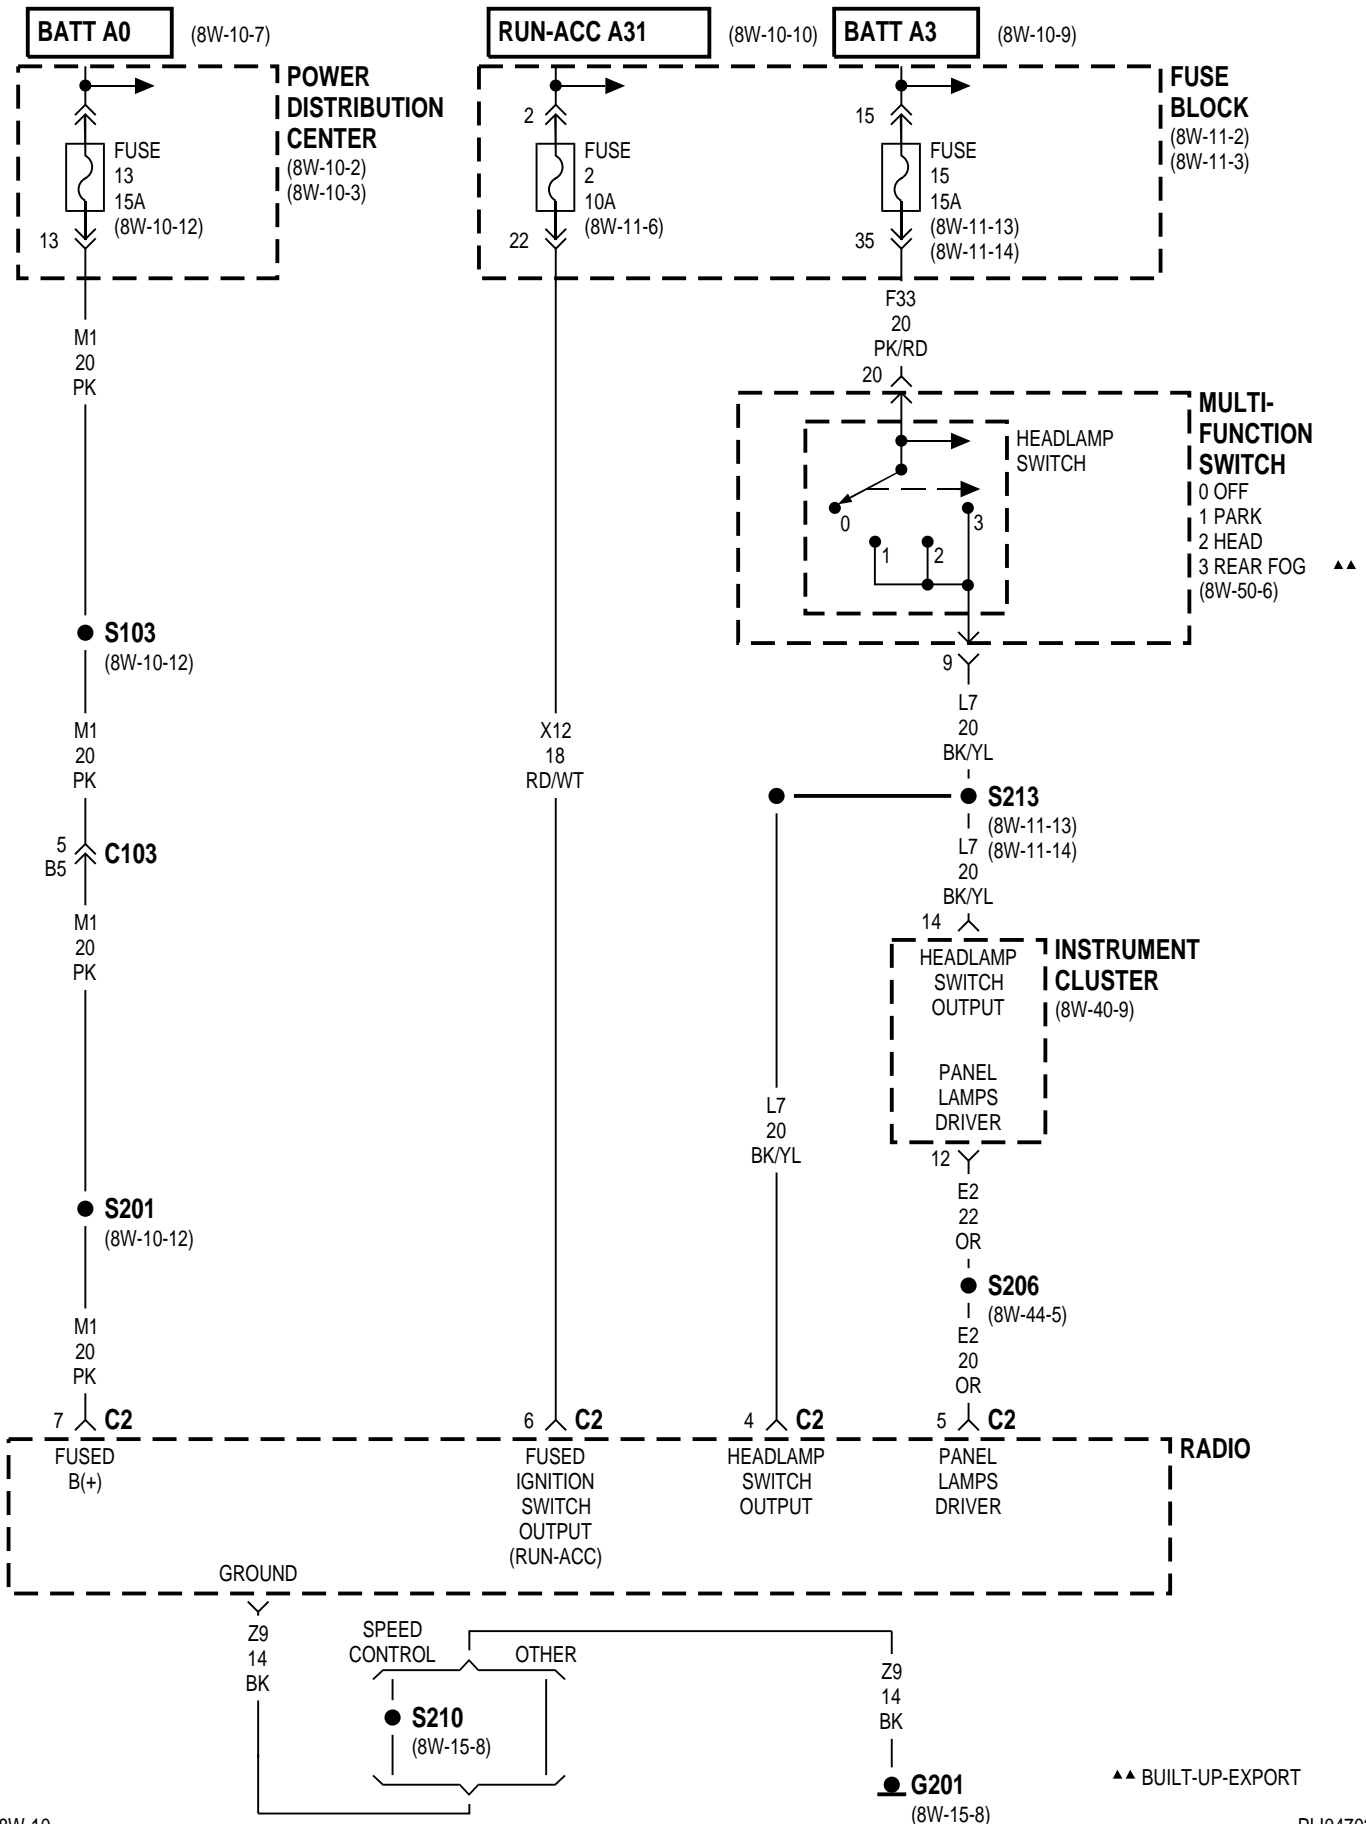 BATT A0 (8W-10-7)
RUN-ACC A31 (8W-10-10)
BATT A3 (8W-10-9)
POWER
DISTRIBUTION
CENTER
(8W-10-2)
(8W-10-3)
FUSE
13
15A
(8W-10-12)
13
2
FUSE
2
10A
(8W-11-6)
22
15
FUSE
15
15A
(8W-11-13)
(8W-11-14)
35
FUSE
BLOCK
(8W-11-2)
(8W-11-3)
M1
20
PK
F33
20
PK/RD
20
HEADLAMP
SWITCH
0
1
2
3
MULTI-
FUNCTION
SWITCH
0 OFF
1 PARK
2 HEAD
3 REAR FOG ▲▲
(8W-50-6)
9
S103
(8W-10-12)
M1
20
PK
X12
18
RD/WT
L7
20
BK/YL
S213
(8W-11-13)
(8W-11-14)
L7
20
BK/YL
14
5
B5
C103
M1
20
PK
HEADLAMP
SWITCH
OUTPUT
PANEL
LAMPS
DRIVER
INSTRUMENT
CLUSTER
(8W-40-9)
12
L7
20
BK/YL
S201
(8W-10-12)
E2
22
OR
S206
(8W-44-5)
M1
20
PK
E2
20
OR
7 C2
6 C2
4 C2
5 C2
RADIO
FUSED
B(+)
FUSED
IGNITION
SWITCH
OUTPUT
(RUN-ACC)
HEADLAMP
SWITCH
OUTPUT
PANEL
LAMPS
DRIVER
GROUND
Z9
14
BK
SPEED
CONTROL
OTHER
S210
(8W-15-8)
Z9
14
BK
G201
(8W-15-8)
▲▲ BUILT-UP-EXPORT